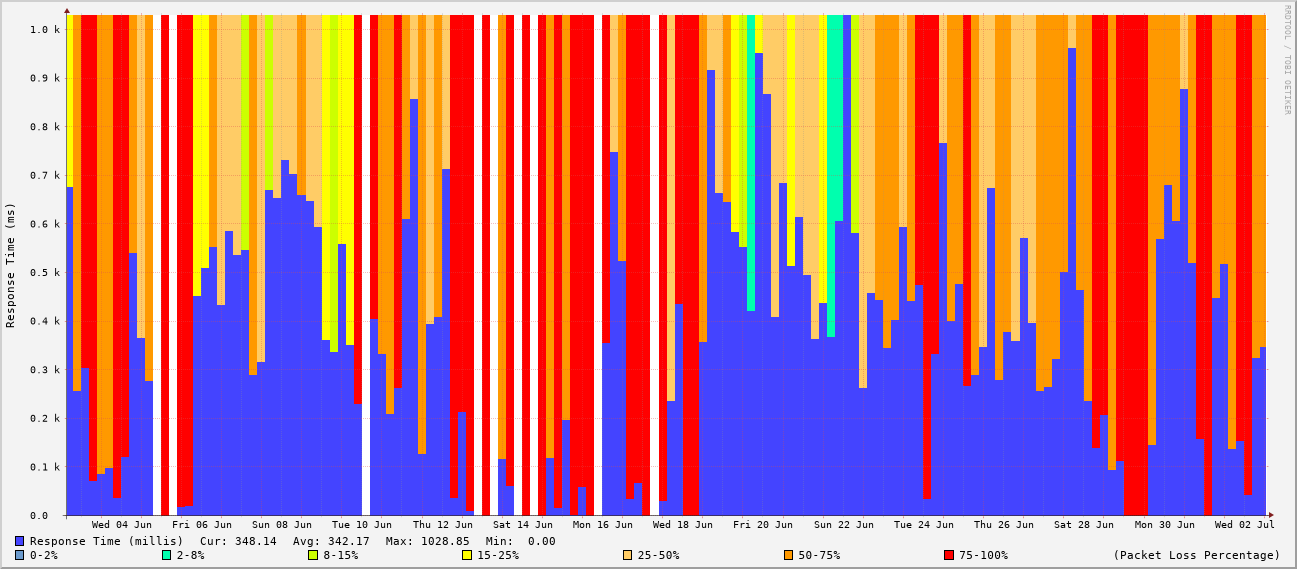 RRDTOOL / TOBI OETIKER
Response Time (ms)
1.0 k
0.9 k
0.8 k
0.7 k
0.6 k
0.5 k
0.4 k
0.3 k
0.2 k
0.1 k
0.0
Wed 04 Jun Fri 06 Jun Sun 08 Jun Tue 10 Jun Thu 12 Jun Sat 14 Jun Mon 16 Jun Wed 18 Jun Fri 20 Jun Sun 22 Jun Tue 24 Jun Thu 26 Jun Sat 28 Jun Mon 30 Jun Wed 02 Jul
Response Time (millis) Cur: 348.14 Avg: 342.17 Max: 1028.85 Min: 0.00
0-2% 2-8% 8-15% 15-25% 25-50% 50-75% 75-100% (Packet Loss Percentage)